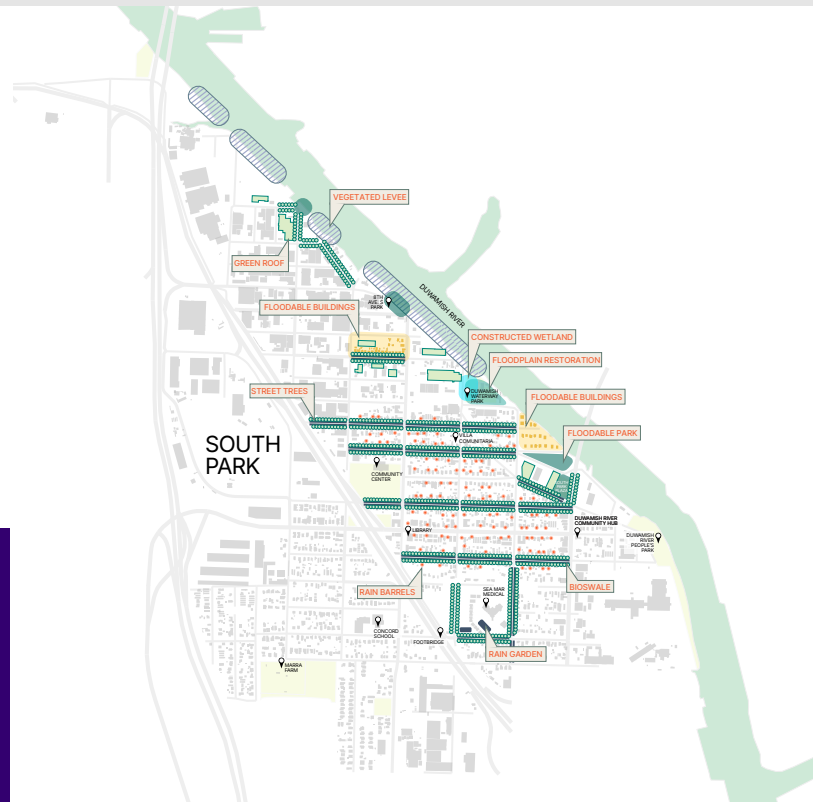 VEGETATED LEVEE
GREEN ROOF
8TH
AVE. S
PARK
DUWAMISH RIVER
FLOODABLE BUILDINGS
CONSTRUCTED WETLAND
FLOODPLAIN RESTORATION
DUWAMISH
WATERWAY
PARK
STREET TREES
FLOODABLE BUILDINGS
FLOODABLE PARK
VILLA
COMUNITARIA
SOUTH
PARK
COMMUNITY
CENTER
DUWAMISH RIVER
COMMUNITY HUB
LIBRARY
DUWAMISH
RIVER
PEOPLE'S
PARK
RAIN BARRELS
SEA MAR
MEDICAL
BIOSWALE
CONCORD
SCHOOL
FOOTBRIDGE
RAIN GARDEN
MARRA
FARM